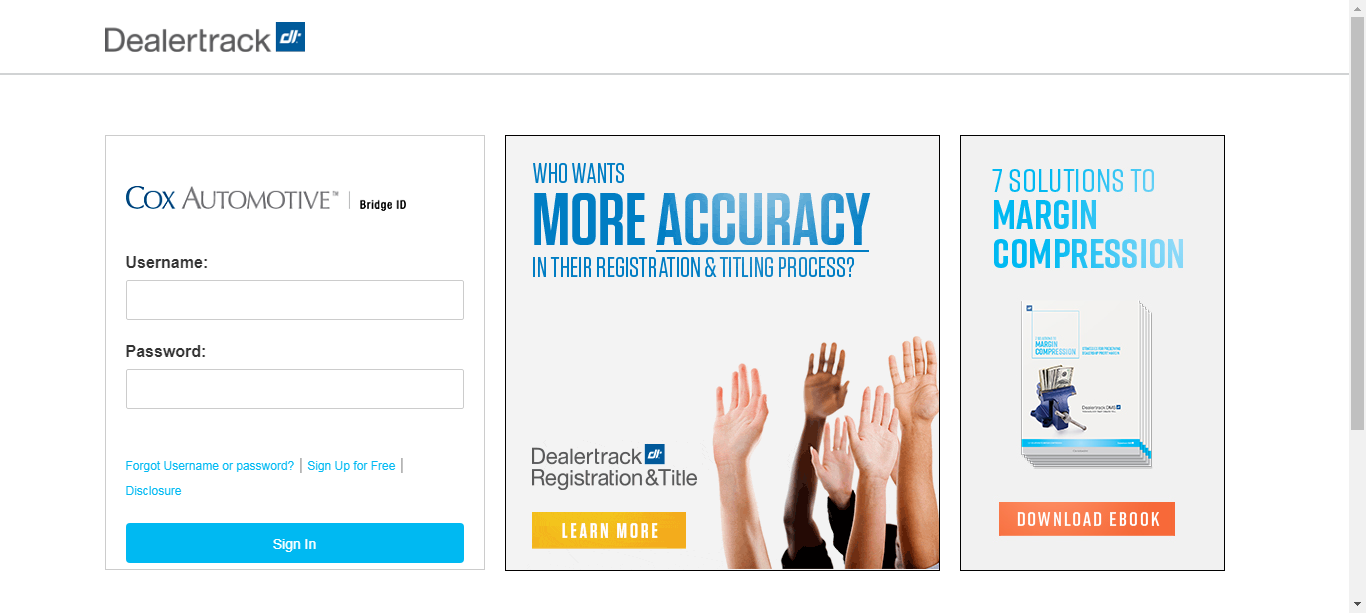 Dealertrack dt
COX AUTOMOTIVE™ | Bridge ID
Username:
Password:
Forgot Username or password? | Sign Up for Free |
Disclosure
Sign In
WHO WANTS
MORE ACCURACY
IN THEIR REGISTRATION & TITLING PROCESS?
Dealertrack dt
Registration & Title
LEARN MORE
7 SOLUTIONS TO
MARGIN
COMPRESSION
MARGIN
COMPRESSION
Dealertrack DMS
DOWNLOAD EBOOK